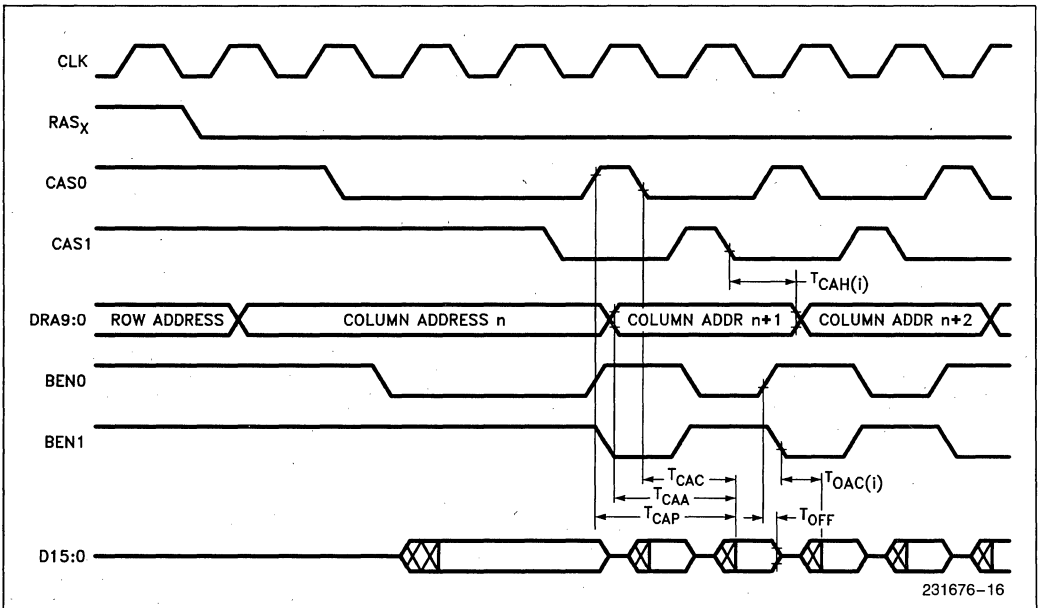 CLK
RASX
CAS0
CAS1
TCAH(i)
DRA9:0 ROW ADDRESS COLUMN ADDRESS n COLUMN ADDR n+1 COLUMN ADDR n+2
BEN0
BEN1
TCAC TOAC(i)
TCAA
TCAP TOFF
D15:0
231676-16